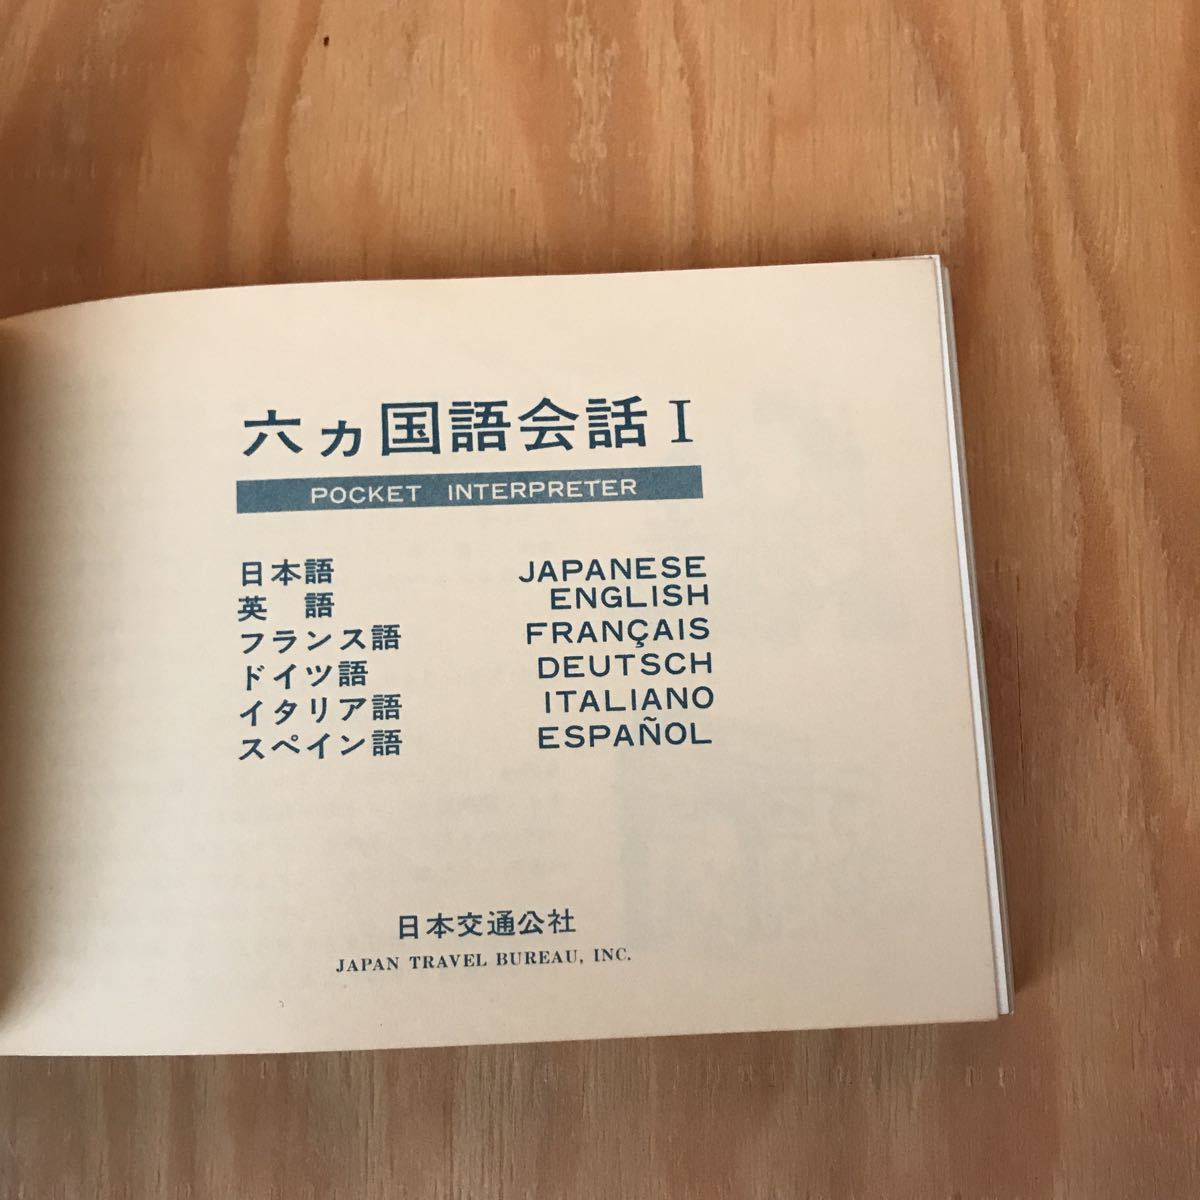 六ヵ国語会話 I
POCKET INTERPRETER
日本語 JAPANESE
英 語 ENGLISH
フランス語 FRANÇAIS
ドイツ語 DEUTSCH
イタリア語 ITALIANO
スペイン語 ESPAÑOL
日本交通公社
JAPAN TRAVEL BUREAU, INC.